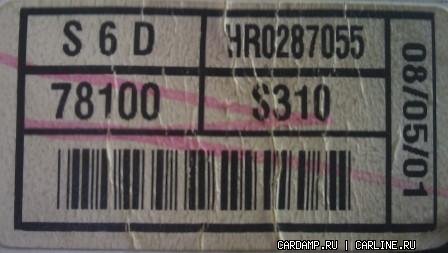 S 6 D HR0287055
78100 S310
08/05/01
CARDAMP.RU | CARLINE.RU